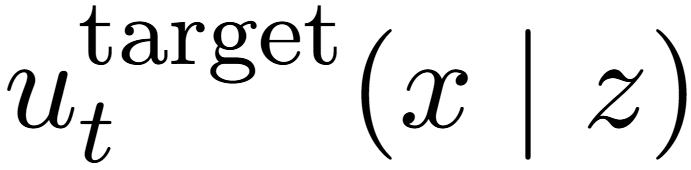 u_t^{target}(x | z)